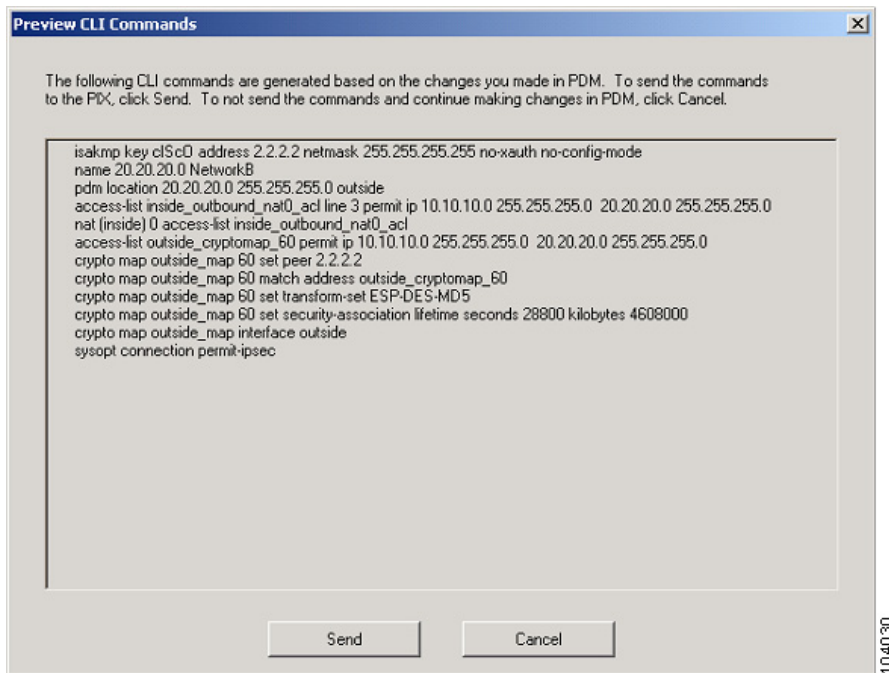 Preview CLI Commands
The following CLI commands are generated based on the changes you made in PDM. To send the commands
to the PIX, click Send. To not send the commands and continue making changes in PDM, click Cancel.
isakmp key cIScO address 2.2.2.2 netmask 255.255.255.255 no-xauth no-config-mode
name 20.20.20.0 NetworkB
pdm location 20.20.20.0 255.255.255.0 outside
access-list inside_outbound_nat0_acl line 3 permit ip 10.10.10.0 255.255.255.0 20.20.20.0 255.255.255.0
nat (inside) 0 access-list inside_outbound_nat0_acl
access-list outside_cryptomap_60 permit ip 10.10.10.0 255.255.255.0 20.20.20.0 255.255.255.0
crypto map outside_map 60 set peer 2.2.2.2
crypto map outside_map 60 match address outside_cryptomap_60
crypto map outside_map 60 set transform-set ESP-DES-MD5
crypto map outside_map 60 set security-association lifetime seconds 28800 kilobytes 4608000
crypto map outside_map interface outside
sysopt connection permit-ipsec
Send
Cancel
104030